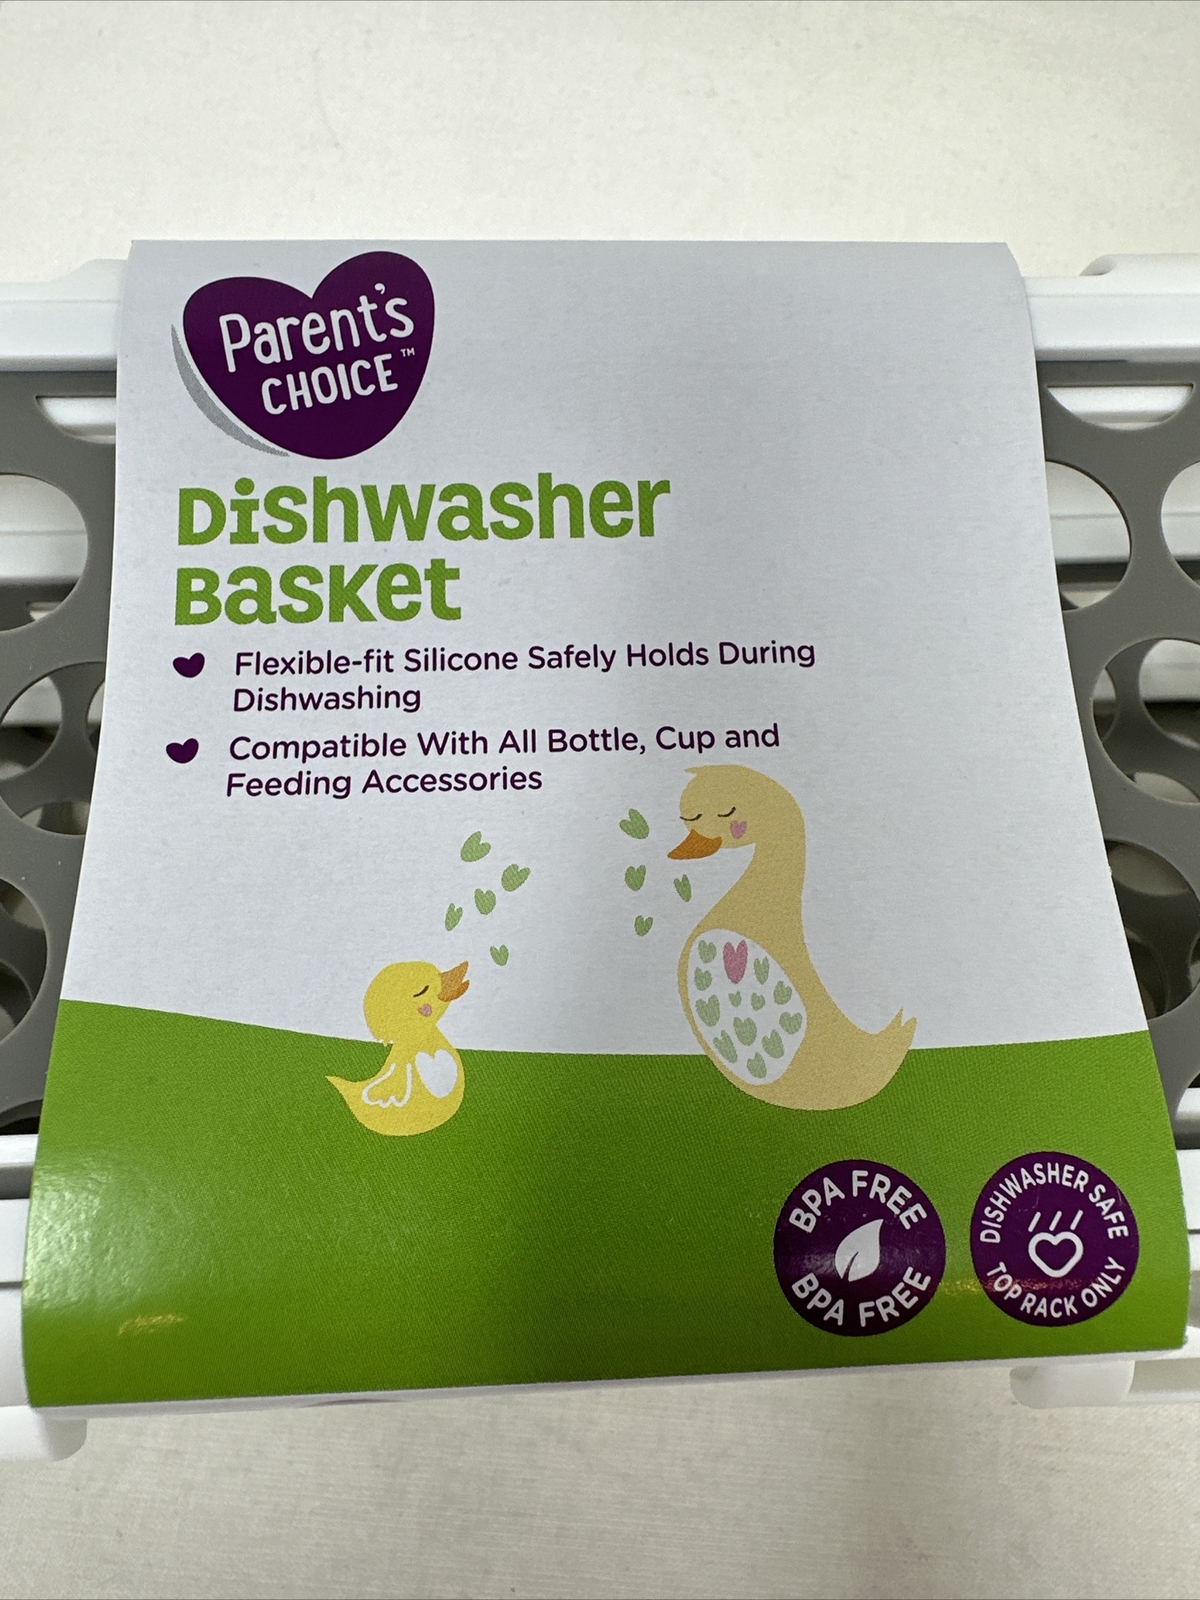 Parent's
CHOICE™
Dishwasher
Basket
Flexible-fit Silicone Safely Holds During
Dishwashing
Compatible With All Bottle, Cup and
Feeding Accessories
BPA FREE
BPA FREE
DISHWASHER SAFE
TOP RACK ONLY